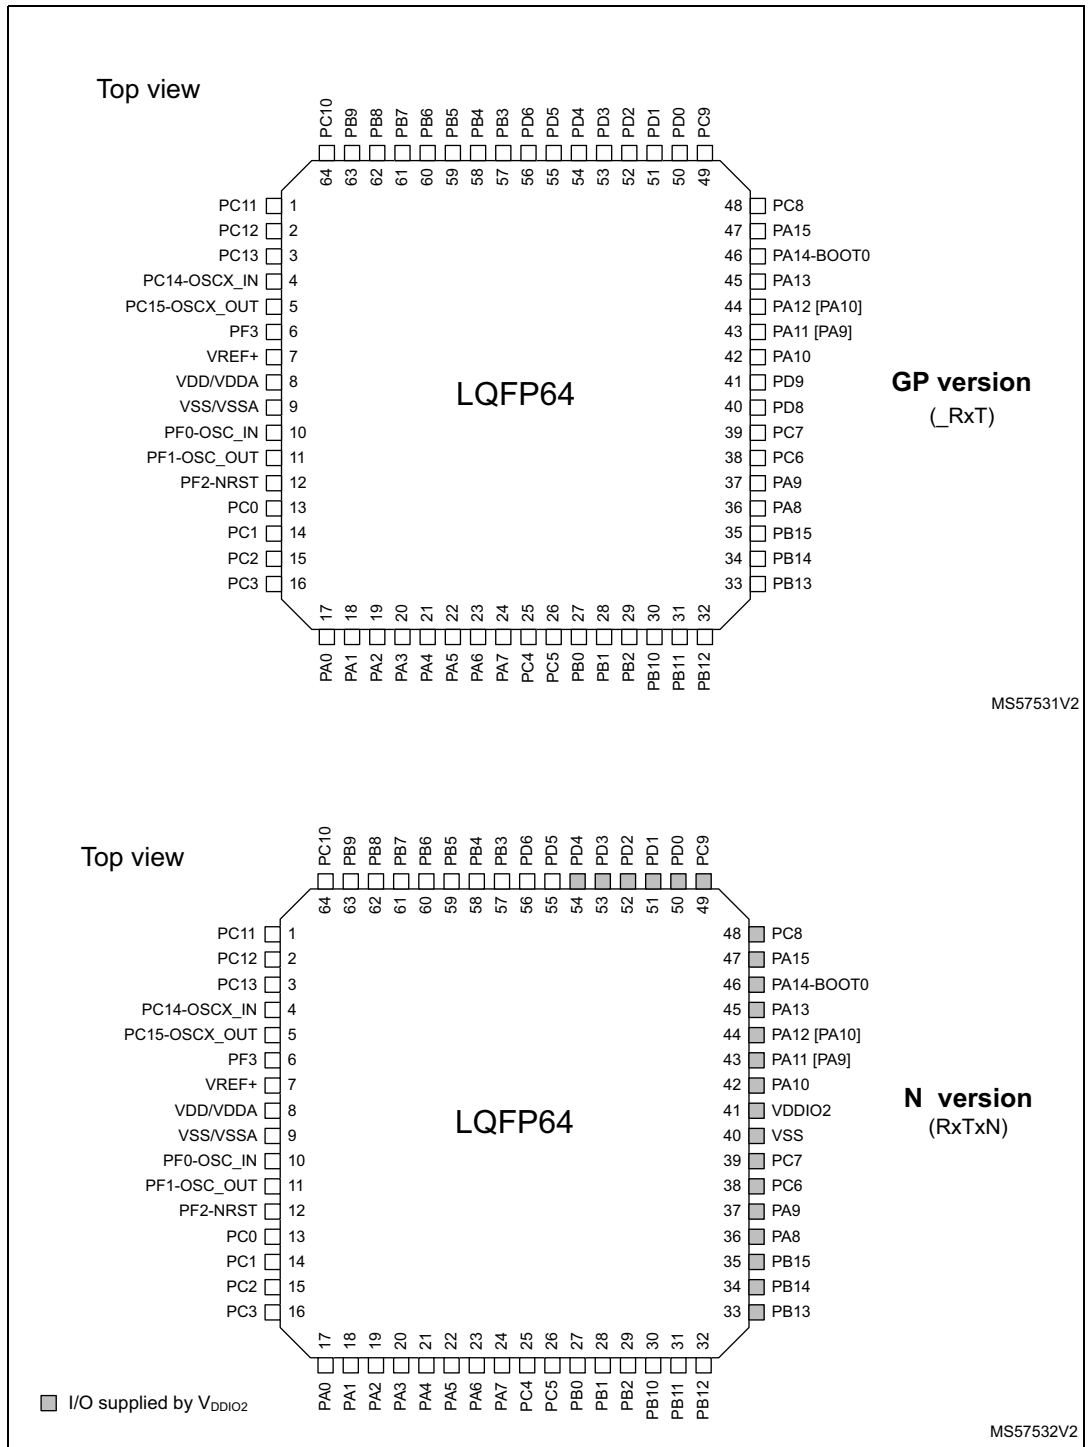 Top view
PC10 PB9 PB8 PB7 PB6 PB5 PB4 PB3 PD6 PD5 PD4 PD3 PD2 PD1 PD0 PC9
64 63 62 61 60 59 58 57 56 55 54 53 52 51 50 49
PC11 1 48 PC8
PC12 2 47 PA15
PC13 3 46 PA14-BOOT0
PC14-OSCX_IN 4 45 PA13
PC15-OSCX_OUT 5 44 PA12 [PA10]
PF3 6 43 PA11 [PA9]
VREF+ 7 42 PA10
VDD/VDDA 8 41 PD9
LQFP64
GP version
VSS/VSSA 9 40 PD8
(_RxT)
PF0-OSC_IN 10 39 PC7
PF1-OSC_OUT 11 38 PC6
PF2-NRST 12 37 PA9
PC0 13 36 PA8
PC1 14 35 PB15
PC2 15 34 PB14
PC3 16 33 PB13
17 18 19 20 21 22 23 24 25 26 27 28 29 30 31 32
PA0 PA1 PA2 PA3 PA4 PA5 PA6 PA7 PC4 PC5 PB0 PB1 PB2 PB10 PB11 PB12
MS57531V2
Top view
PC10 PB9 PB8 PB7 PB6 PB5 PB4 PB3 PD6 PD5 PD4 PD3 PD2 PD1 PD0 PC9
64 63 62 61 60 59 58 57 56 55 54 53 52 51 50 49
PC11 1 48 PC8
PC12 2 47 PA15
PC13 3 46 PA14-BOOT0
PC14-OSCX_IN 4 45 PA13
PC15-OSCX_OUT 5 44 PA12 [PA10]
PF3 6 43 PA11 [PA9]
VREF+ 7 42 PA10
VDD/VDDA 8 41 VDDIO2
LQFP64
N version
VSS/VSSA 9 40 VSS
(RxTxN)
PF0-OSC_IN 10 39 PC7
PF1-OSC_OUT 11 38 PC6
PF2-NRST 12 37 PA9
PC0 13 36 PA8
PC1 14 35 PB15
PC2 15 34 PB14
PC3 16 33 PB13
17 18 19 20 21 22 23 24 25 26 27 28 29 30 31 32
PA0 PA1 PA2 PA3 PA4 PA5 PA6 PA7 PC4 PC5 PB0 PB1 PB2 PB10 PB11 PB12
I/O supplied by VDDIO2
MS57532V2